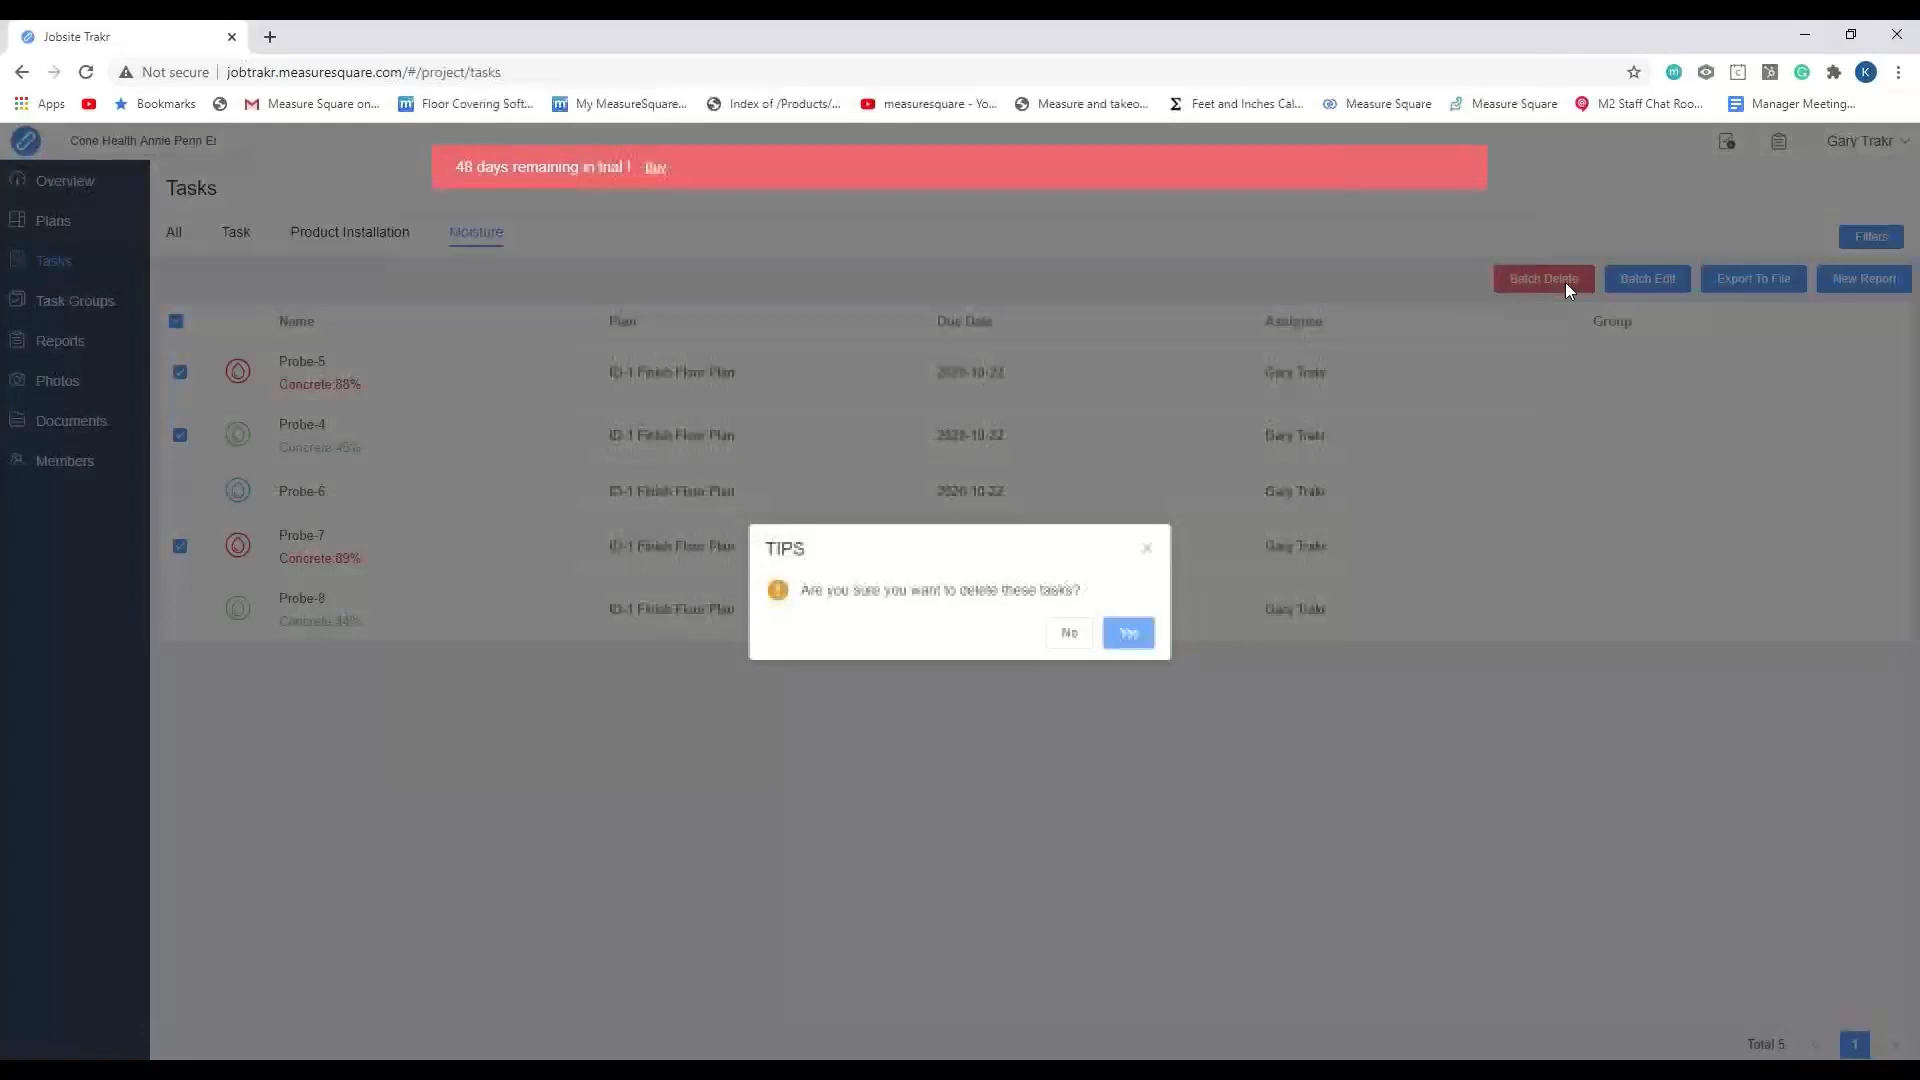 Jobsite Trakr
Not secure
jobtrakr.measuresquare.com/#/project/tasks
K
Apps
Bookmarks
Measure Square on...
Floor Covering Soft...
My MeasureSquare...
Index of /Products/...
measuresquare - Yo...
Measure and takeo...
Feet and Inches Cal...
Measure Square
Measure Square
M2 Staff Chat Roo...
Manager Meeting...
Cone Health Annie Penn Er
Gary Trakr
48 days remaining in trial ! Buy
Overview
Plans
Tasks
Task Groups
Reports
Photos
Documents
Members
Tasks
All
Task
Product Installation
Moisture
Filters
Batch Delete
Batch Edit
Export To File
New Report
Name
Plan
Due Date
Assignee
Group
Probe-5
Concrete:88%
ID-1 Finish Floor Plan
2020-10-22
Gary Trakr
Probe-4
Concrete:45%
ID-1 Finish Floor Plan
2020-10-22
Gary Trakr
Probe-6
ID-1 Finish Floor Plan
2020-10-22
Gary Trakr
Probe-7
Concrete:89%
ID-1 Finish Floor Plan
Gary Trakr
Probe-8
Concrete:44%
ID-1 Finish Floor Plan
Gary Trakr
TIPS
Are you sure you want to delete these tasks?
No
Yes
Total 5
1